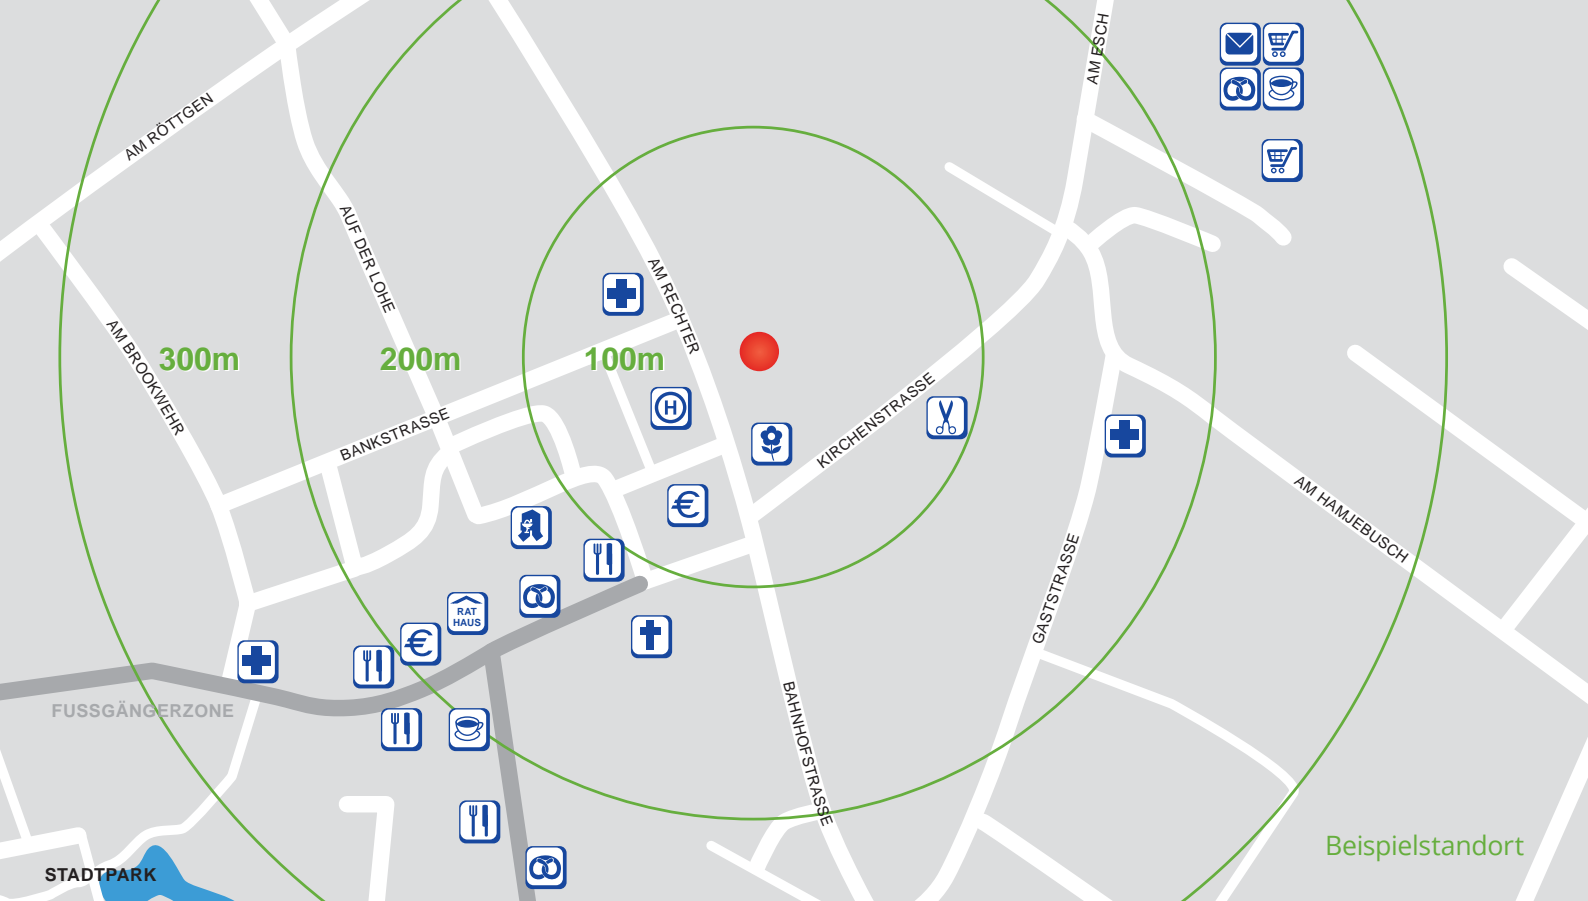 AM ESCH
AM RÖTTGEN
AUF DER LOHE
AM RECHTER
AM BROOKWEHR
300m
200m
100m
H
BANKSTRASSE
KIRCHENSTRASSE
€
AM HAMJEBUSCH
GASTSTRASSE
RAT
HAUS
€
FUSSGÄNGERZONE
BAHNHOFSTRASSE
Beispielstandort
STADTPARK